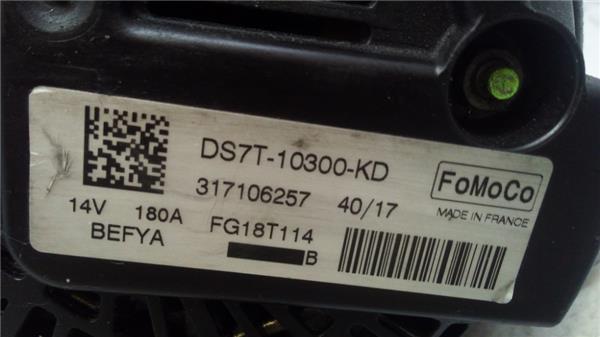 DS7T-10300-KD
FoMoCo
317106257 40/17
MADE IN FRANCE
14V 180A FG18T114
BEFYA B